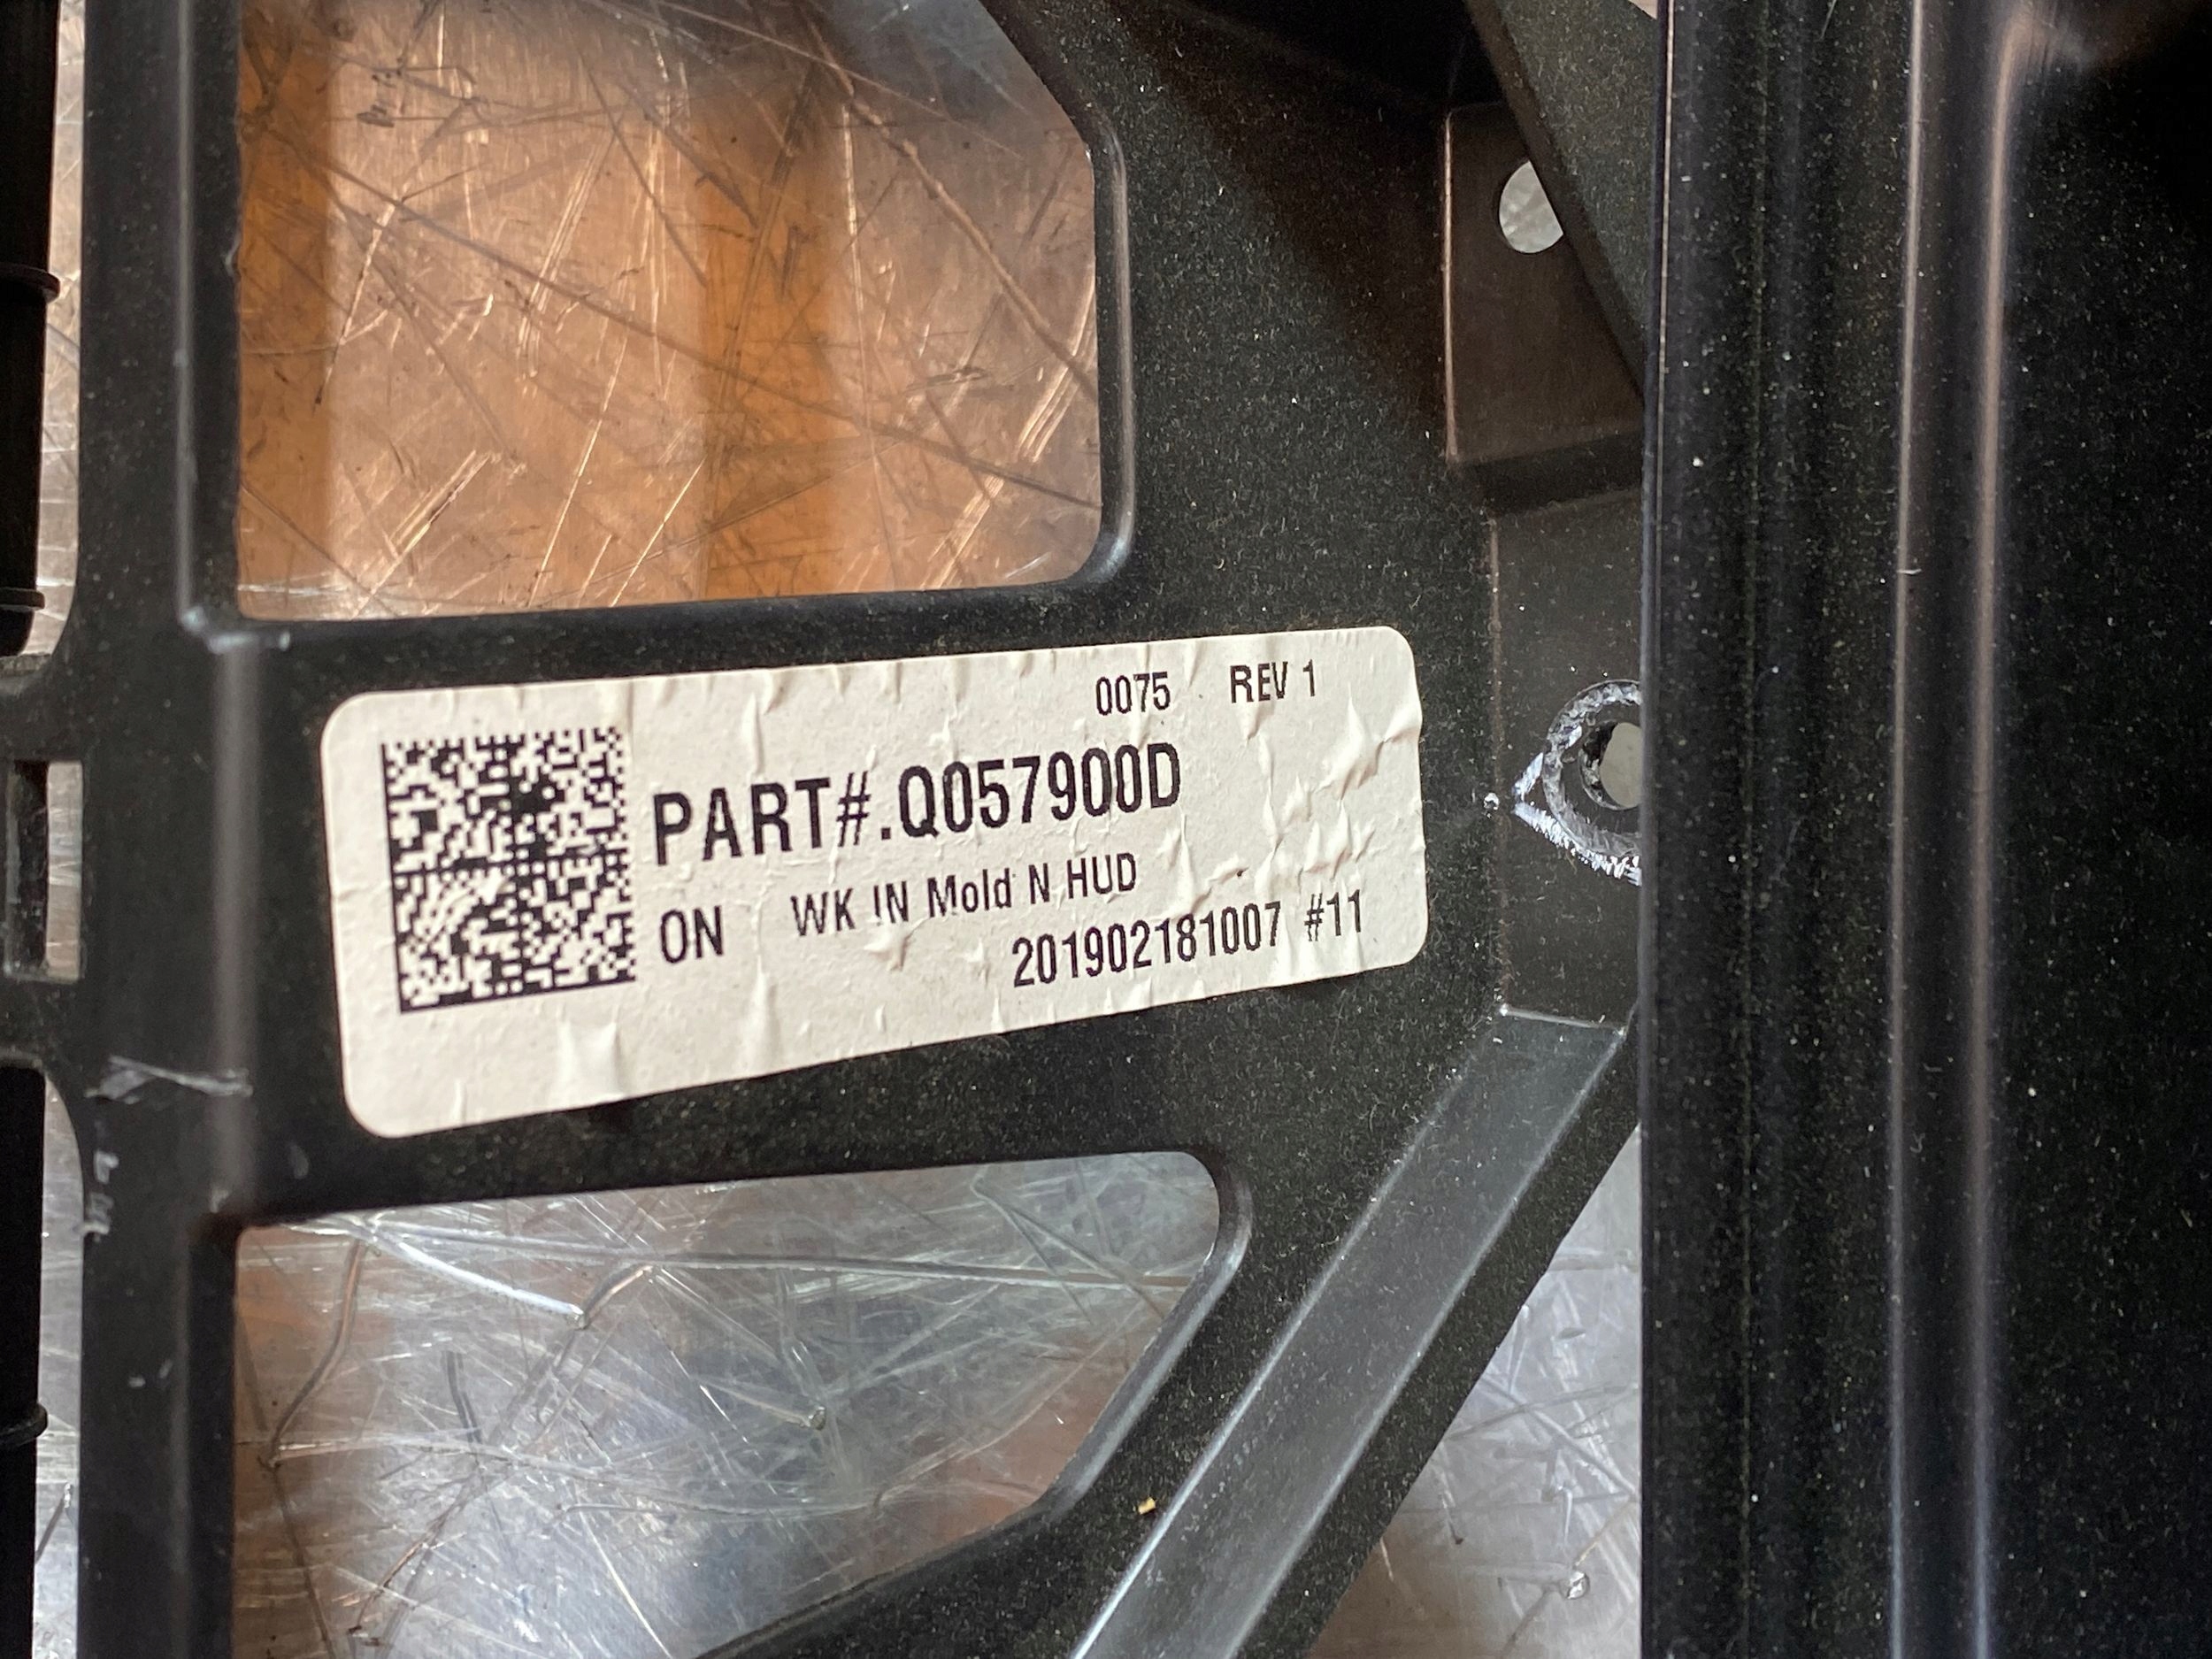 0075 REV 1
PART#.Q057900D
ON WK IN Mold N HUD
201902181007 #11